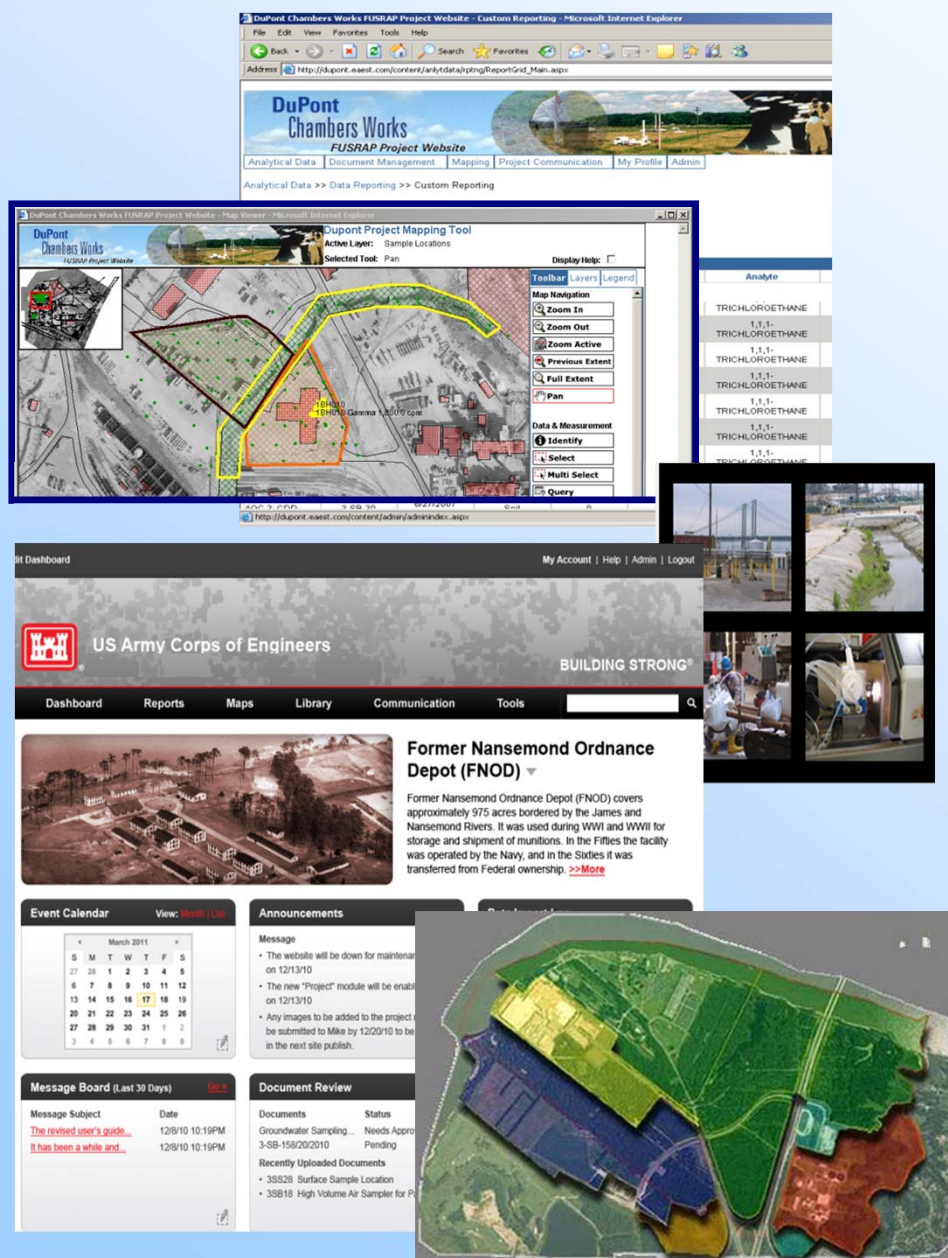 DuPont Chambers Works FUSRAP Project Website - Custom Reporting - Microsoft Internet Explorer
File Edit View Favorites Tools Help
Back Search Favorites
Address http://dupont.eaest.com/content/anlytdata/rptng/ReportGrid_Main.aspx
DuPont
Chambers Works
FUSRAP Project Website
Analytical Data Document Management Mapping Project Communication My Profile Admin
Analytical Data >> Data Reporting >> Custom Reporting
DuPont Chambers Works FUSRAP Project Website - Map Viewer - Microsoft Internet Explorer
DuPont
Chambers Works
FUSRAP Project Website
Dupont Project Mapping Tool
Active Layer: Sample Locations
Selected Tool: Pan
Display Help:
Toolbar Layers Legend
Map Navigation
Zoom In
Zoom Out
Zoom Active
Previous Extent
Full Extent
Pan
Data & Measurement
Identify
Select
Multi Select
Query
1BH010
Analyte
TRICHLOROETHANE
1,1,1-
TRICHLOROETHANE
1,1,1-
TRICHLOROETHANE
1,1,1-
TRICHLOROETHANE
1,1,1-
TRICHLOROETHANE
1,1,1-
TRICHLOROETHANE
1,1,1-
TRICHLOROETHANE
http://dupont.eaest.com/content/admin/adminindex.aspx
dit Dashboard
My Account | Help | Admin | Logout
US Army Corps of Engineers
BUILDING STRONG®
Dashboard Reports Maps Library Communication Tools
Former Nansemond Ordnance
Depot (FNOD)
Former Nansemond Ordnance Depot (FNOD) covers
approximately 975 acres bordered by the James and
Nansemond Rivers. It was used during WWI and WWII for
storage and shipment of munitions. In the Fifties the facility
was operated by the Navy, and in the Sixties it was
transferred from Federal ownership. >>More
Event Calendar View: Month | List
« March 2011 »
S M T W T F S
27 28 1 2 3 4 5
6 7 8 9 10 11 12
13 14 15 16 17 18 19
20 21 22 23 24 25 26
27 28 29 30 31 1 2
3 4 5 6 7 8 9
Announcements
Message
• The website will be down for maintenan
on 12/13/10
• The new "Project" module will be enabl
on 12/13/10
• Any images to be added to the project
be submitted to Mike by 12/20/10 to be
in the next site publish.
Message Board (Last 30 Days) Go >
Message Subject Date
The revised user's guide... 12/8/10 10:19PM
It has been a while and... 12/8/10 10:19PM
Document Review
Documents Status
Groundwater Sampling... Needs Appro
3-SB-158/20/2010 Pending
Recently Uploaded Documents
• 3SS28 Surface Sample
Location
• 3SB18 High Volume Air Sampler for Pa